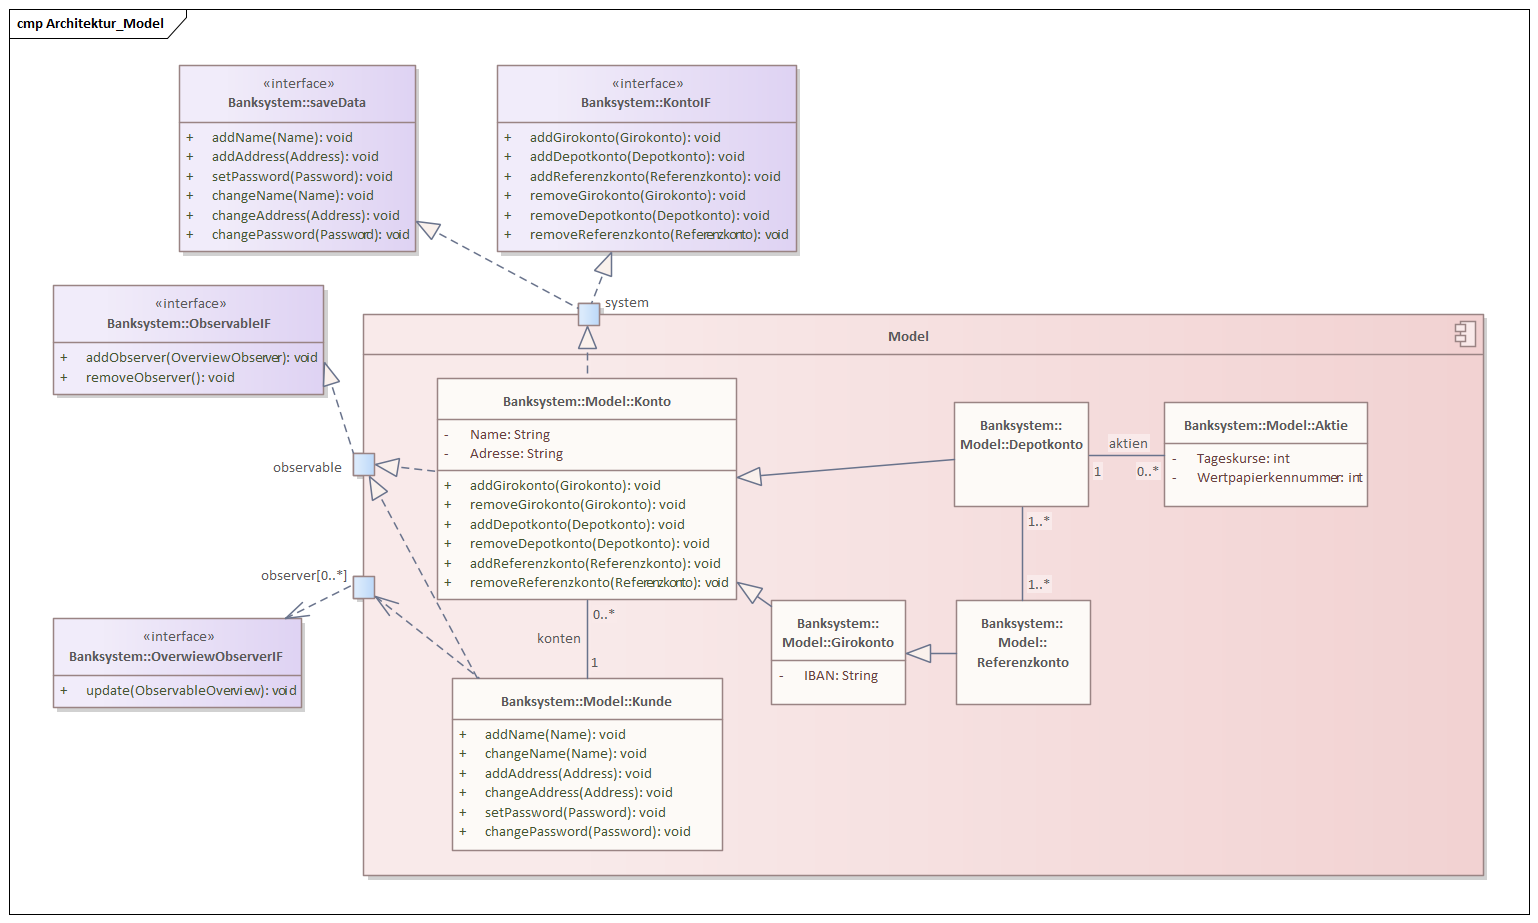 cmp Architektur_Model
«interface»
Banksystem::saveData
+ addName(Name): void
+ addAddress(Address): void
+ setPassword(Password): void
+ changeName(Name): void
+ changeAddress(Address): void
+ changePassword(Password): void
«interface»
Banksystem::KontoIF
+ addGirokonto(Girokonto): void
+ addDepotkonto(Depotkonto): void
+ addReferenzkonto(Referenzkonto): void
+ removeGirokonto(Girokonto): void
+ removeDepotkonto(Depotkonto): void
+ removeReferenzkonto(Referenzkonto): void
«interface»
Banksystem::ObservableIF
+ addObserver(OverviewObserver): void
+ removeObserver(): void
system
Model
observable
observer[0..*]
«interface»
Banksystem::OverwiewObserverIF
+ update(ObservableOverview): void
Banksystem::Model::Konto
- Name: String
- Adresse: String
+ addGirokonto(Girokonto): void
+ removeGirokonto(Girokonto): void
+ addDepotkonto(Depotkonto): void
+ removeDepotkonto(Depotkonto): void
+ addReferenzkonto(Referenzkonto): void
+ removeReferenzkonto(Referenzkonto): void
0..*
konten
1
Banksystem::Model::Kunde
+ addName(Name): void
+ changeName(Name): void
+ addAddress(Address): void
+ changeAddress(Address): void
+ setPassword(Password): void
+ changePassword(Password): void
Banksystem::
Model::Depotkonto
aktien
1
0..*
Banksystem::Model::Aktie
- Tageskurse: int
- Wertpapierkennummer: int
1..*
1..*
Banksystem::
Model::Girokonto
- IBAN: String
Banksystem::
Model::
Referenzkonto